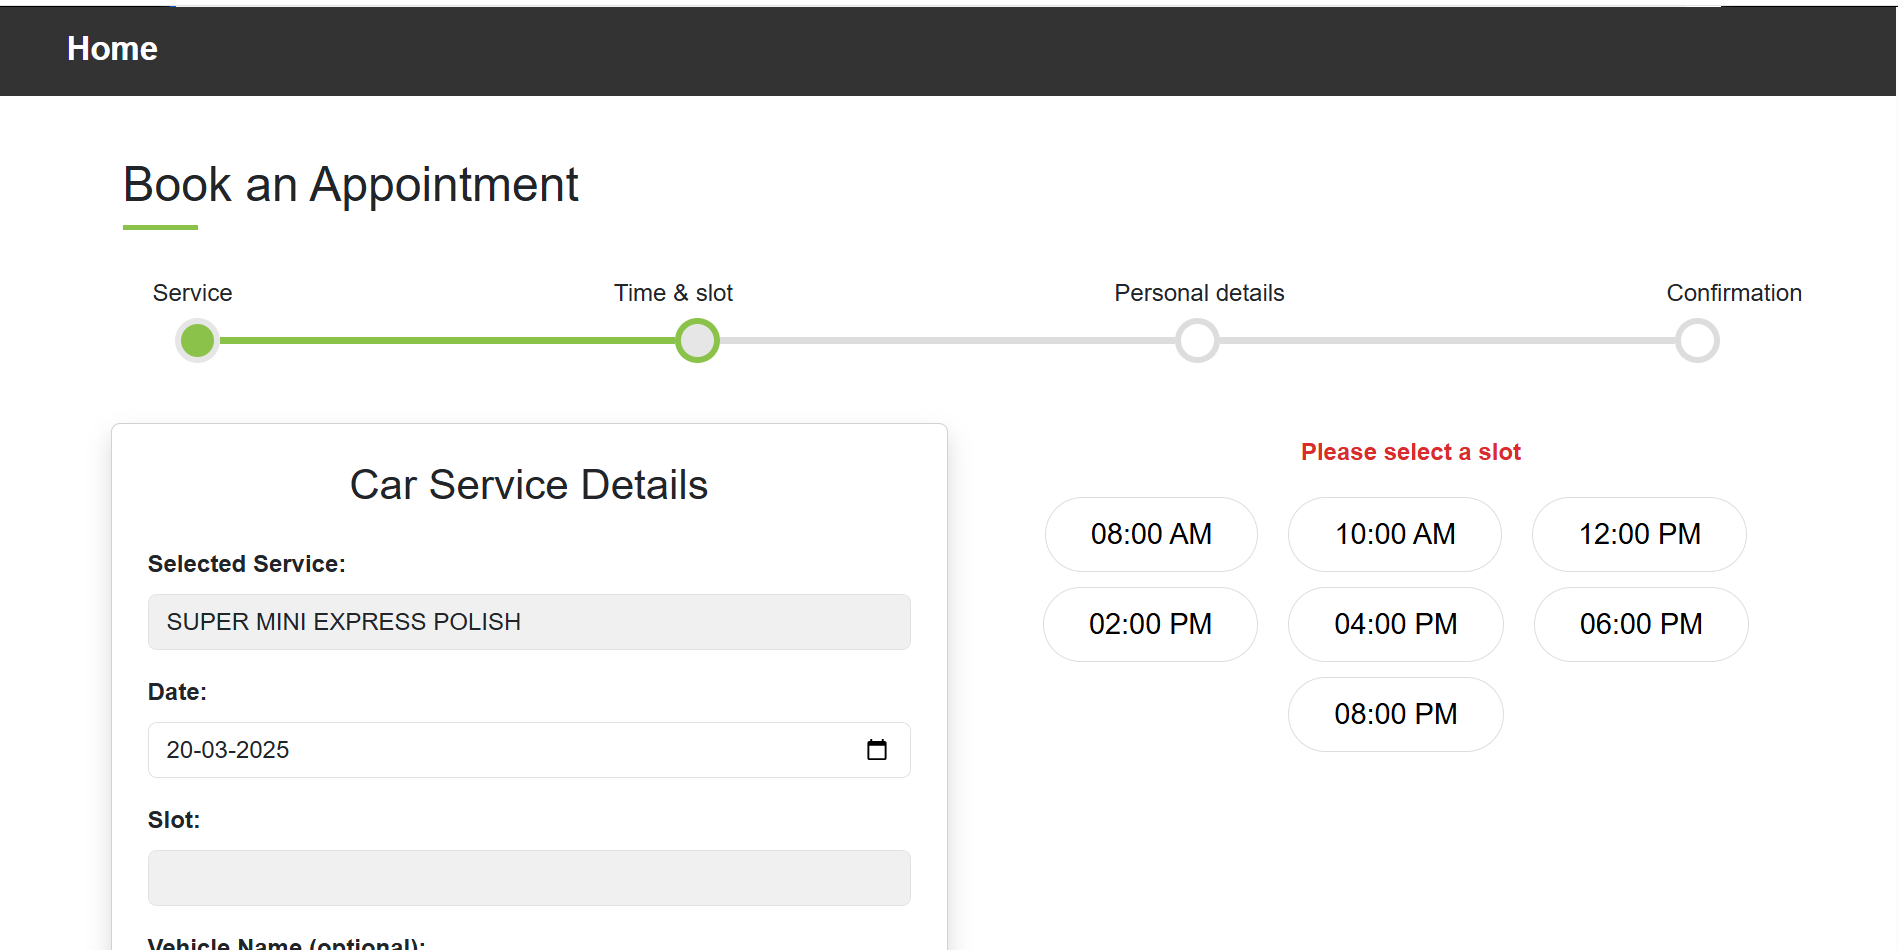 Home
Book an Appointment
Service
Time & slot
Personal details
Confirmation
Car Service Details
Selected Service:
SUPER MINI EXPRESS POLISH
Date:
20-03-2025
Slot:
Vehicle Name (optional):
Please select a slot
08:00 AM
10:00 AM
12:00 PM
02:00 PM
04:00 PM
06:00 PM
08:00 PM